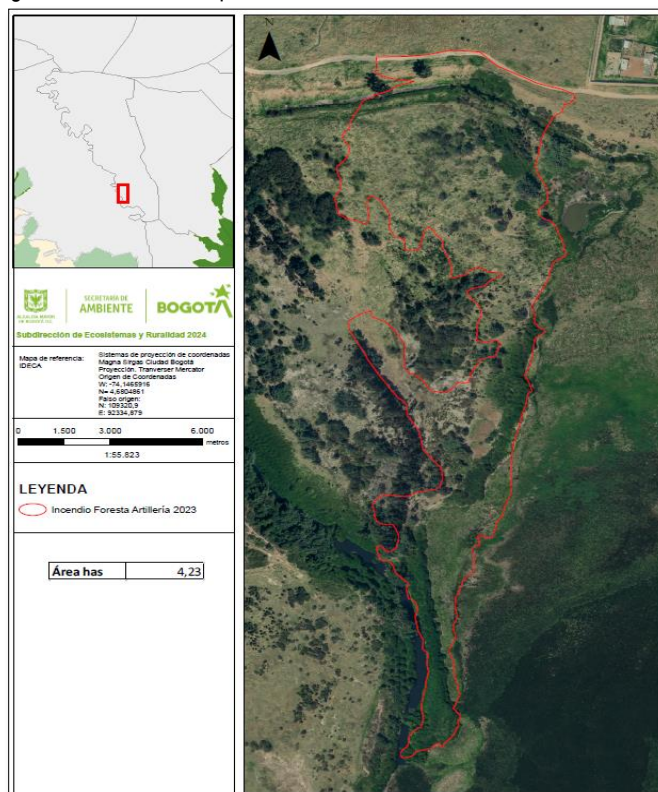 N
SECRETARÍA DE
AMBIENTE
BOGOTÁ
Subdirección de Ecosistemas y Ruralidad 2024
Mapa de referencia:
IDECA
Sistemas de proyección de coordenadas
Magna Sirgas Ciudad Bogotá
Proyección. Tranverser Mercator
Origen de Coordenadas
W: -74,1465916
N= 4,6804861
Falso origen:
N: 109320,9
E: 92334,879
0 1.500 3.000 6.000
metros
1:55.823
LEYENDA
Incendio Foresta Artillería 2023
Área has 4,23